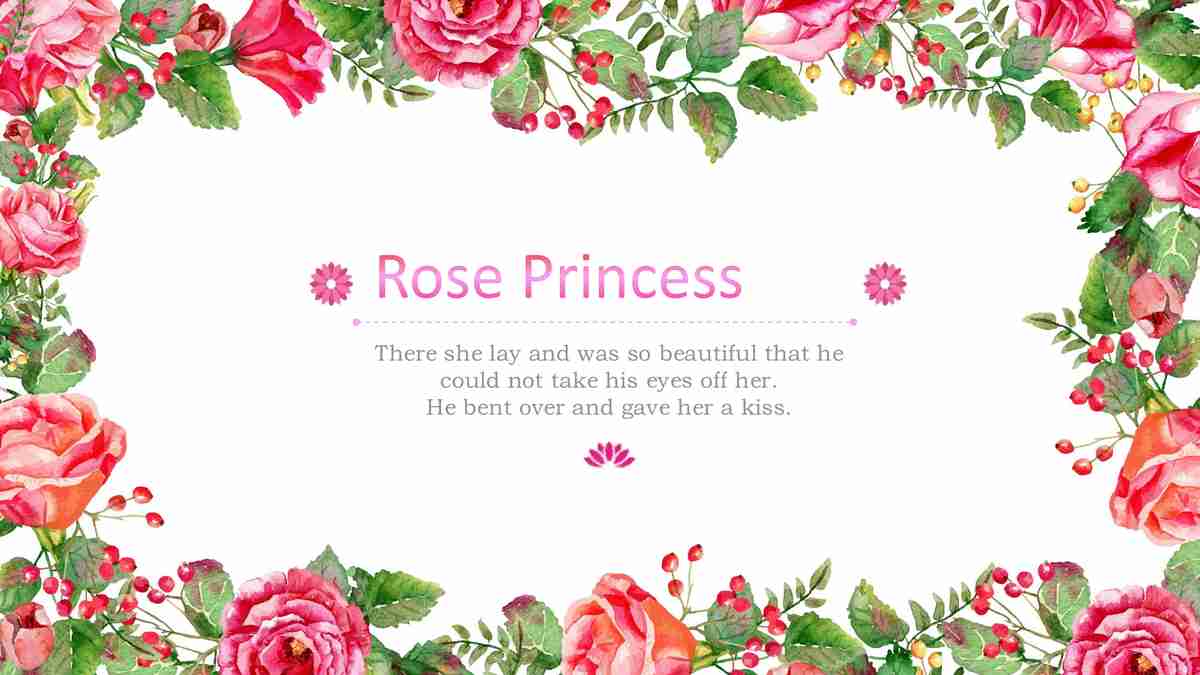 Rose Princess
There she lay and was so beautiful that he
could not take his eyes off her.
He bent over and gave her a kiss.